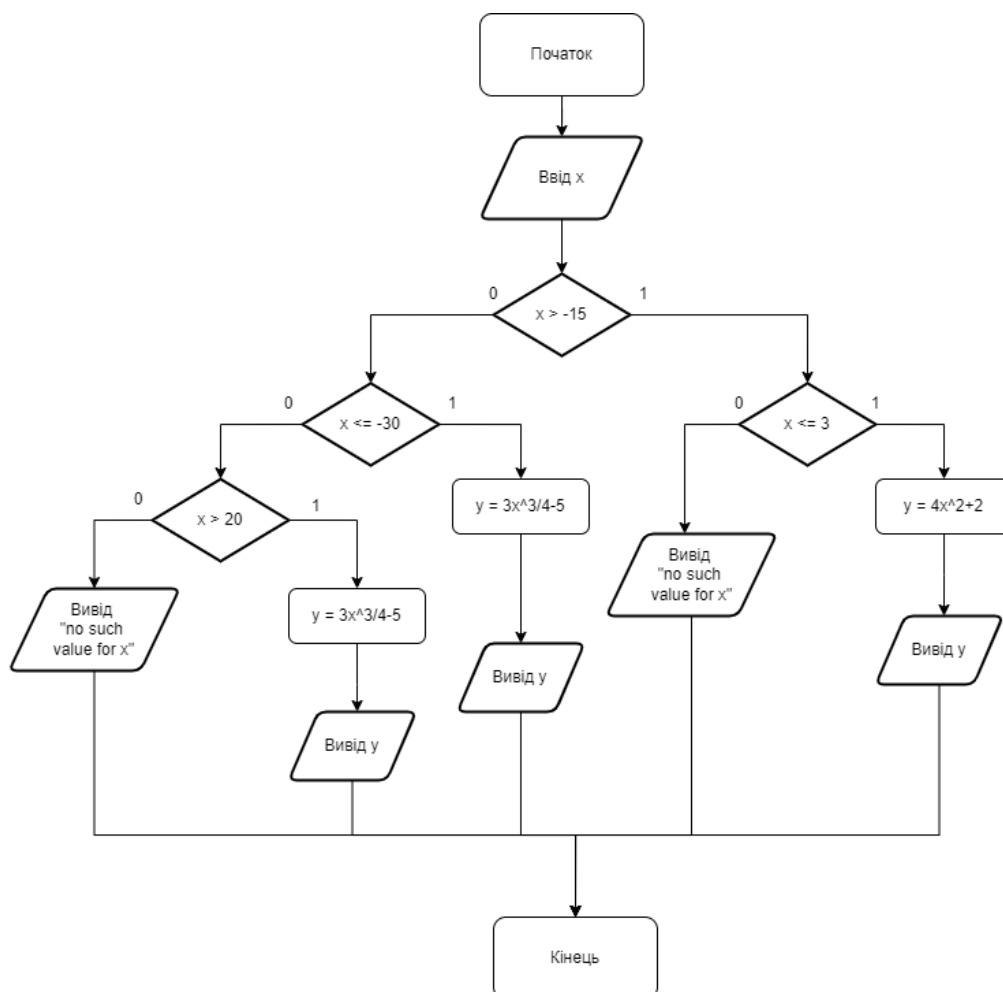 Початок
Ввід x
0
1
x > -15
0
1
0
1
x <= -30
x <= 3
0
1
x > 20
y = 3x^3/4-5
y = 4x^2+2
Вивід
"no such
value for x"
Вивід
"no such
value for x"
y = 3x^3/4-5
Вивід y
Вивід y
Вивід y
Кінець